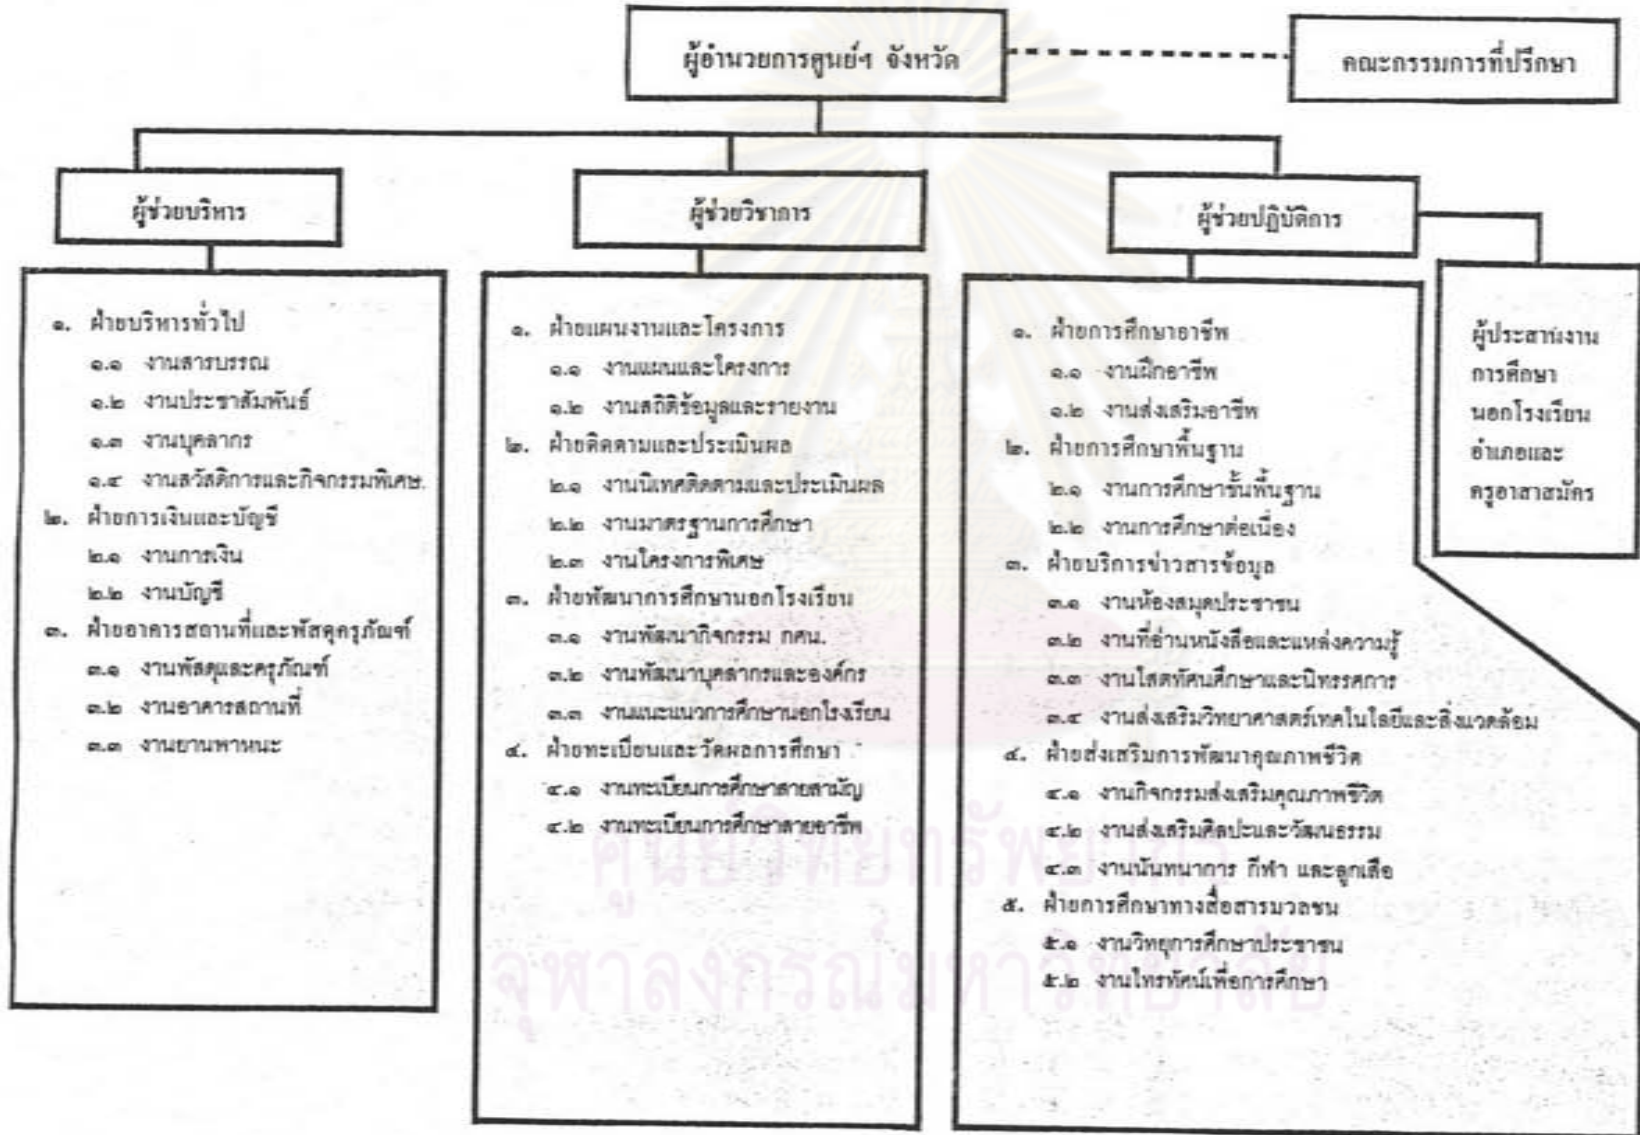 ผู้อำนวยการศูนย์ฯ จังหวัด
คณะกรรมการที่ปรึกษา
ผู้ช่วยบริหาร
ผู้ช่วยวิชาการ
ผู้ช่วยปฏิบัติการ
๑. ฝ่ายบริหารทั่วไป
๑.๑ งานสารบรรณ
๑.๒ งานประชาสัมพันธ์
๑.๓ งานบุคลากร
๑.๔ งานสวัสดิการและกิจกรรมพิเศษ.
๒. ฝ่ายการเงินและบัญชี
๒.๑ งานการเงิน
๒.๒ งานบัญชี
๓. ฝ่ายอาคารสถานที่และพัสดุครุภัณฑ์
๓.๑ งานพัสดุและครุภัณฑ์
๓.๒ งานอาคารสถานที่
๓.๓ งานยานพาหนะ
๑. ฝ่ายแผนงานและโครงการ
๑.๑ งานแผนและโครงการ
๑.๒ งานสถิติข้อมูลและรายงาน
๒. ฝ่ายติดตามและประเมินผล
๒.๑ งานนิเทศติดตามและประเมินผล
๒.๒ งานมาตรฐานการศึกษา
๒.๓ งานโครงการพิเศษ
๓. ฝ่ายพัฒนาการศึกษานอกโรงเรียน
๓.๑ งานพัฒนากิจกรรม กศน.
๓.๒ งานพัฒนาบุคลากรและองค์กร
๓.๓ งานแนะแนวการศึกษานอกโรงเรียน
๔. ฝ่ายทะเบียนและวัดผลการศึกษา
๔.๑ งานทะเบียนการศึกษาสายสามัญ
๔.๒ งานทะเบียนการศึกษาสายอาชีพ
๑. ฝ่ายการศึกษาอาชีพ
๑.๑ งานฝึกอาชีพ
๑.๒ งานส่งเสริมอาชีพ
๒. ฝ่ายการศึกษาพื้นฐาน
๒.๑ งานการศึกษาขั้นพื้นฐาน
๒.๒ งานการศึกษาต่อเนื่อง
๓. ฝ่ายบริการข่าวสารข้อมูล
๓.๑ งานห้องสมุดประชาชน
๓.๒ งานที่อ่านหนังสือและแหล่งความรู้
๓.๓ งานโสตทัศนศึกษาและนิทรรศการ
๓.๔ งานส่งเสริมวิทยาศาสตร์เทคโนโลยีและสิ่งแวดล้อม
๔. ฝ่ายส่งเสริมการพัฒนาคุณภาพชีวิต
๔.๑ งานกิจกรรมส่งเสริมคุณภาพชีวิต
๔.๒ งานส่งเสริมศิลปะและวัฒนธรรม
๔.๓ งานนันทนาการ กีฬา และลูกเสือ
๕. ฝ่ายการศึกษาทางสื่อสารมวลชน
๕.๑ งานวิทยุการศึกษาประชาชน
๕.๒ งานโทรทัศน์เพื่อการศึกษา
ผู้ประสานงาน
การศึกษา
นอกโรงเรียน
อำเภอและ
ครูอาสาสมัคร
ศูนย์วิทยทรัพยากร
จุฬาลงกรณ์มหาวิทยาลัย